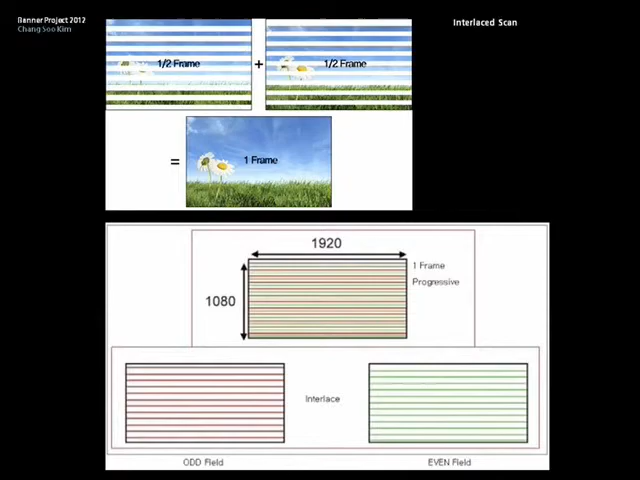 Banner Project 2012
Chang Soo Kim
Interlaced Scan
1/2 Frame
+
1/2 Frame
=
1 Frame
1920
1 Frame
Progressive
1080
Interlace
ODD Field
EVEN Field